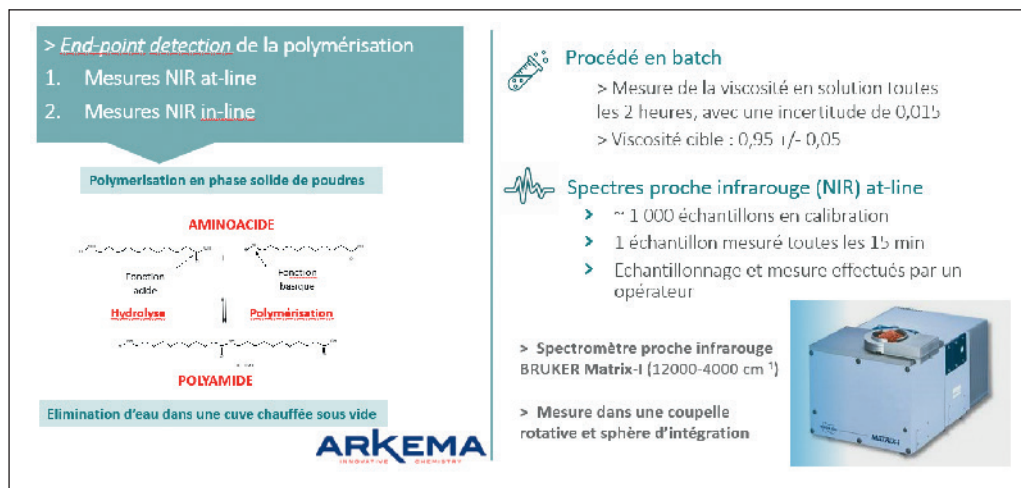 > End-point detection de la polymérisation
1. Mesures NIR at-line
2. Mesures NIR in-line
Polymerisation en phase solide de poudres
AMINOACIDE
Fonction acide
Fonction basique
Hydrolyse
Polymérisation
POLYAMIDE
Elimination d'eau dans une cuve chauffée sous vide
ARKEMA
INNOVATIVE CHEMISTRY
Procédé en batch
> Mesure de la viscosité en solution toutes
les 2 heures, avec une incertitude de 0,015
> Viscosité cible : 0,95 +/- 0,05
Spectres proche infrarouge (NIR) at-line
> ~ 1 000 échantillons en calibration
> 1 échantillon mesuré toutes les 15 min
> Echantillonnage et mesure effectués par un
opérateur
> Spectromètre proche infrarouge
BRUKER Matrix-I (12000-4000 cm⁻¹)
> Mesure dans une coupelle
rotative et sphère d'intégration
MATRIX-I